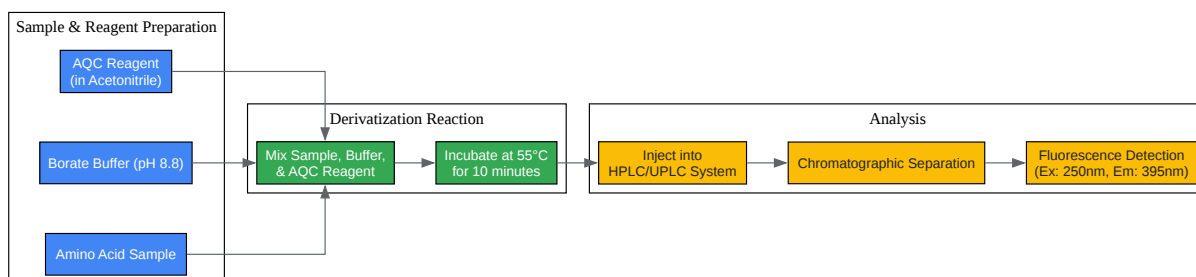 Sample & Reagent Preparation
AQC Reagent
(in Acetonitrile)
Borate Buffer (pH 8.8)
Amino Acid Sample
Derivatization Reaction
Mix Sample, Buffer,
& AQC Reagent
Incubate at 55°C
for 10 minutes
Analysis
Inject into
HPLC/UPLC System
Chromatographic Separation
Fluorescence Detection
(Ex: 250nm, Em: 395nm)